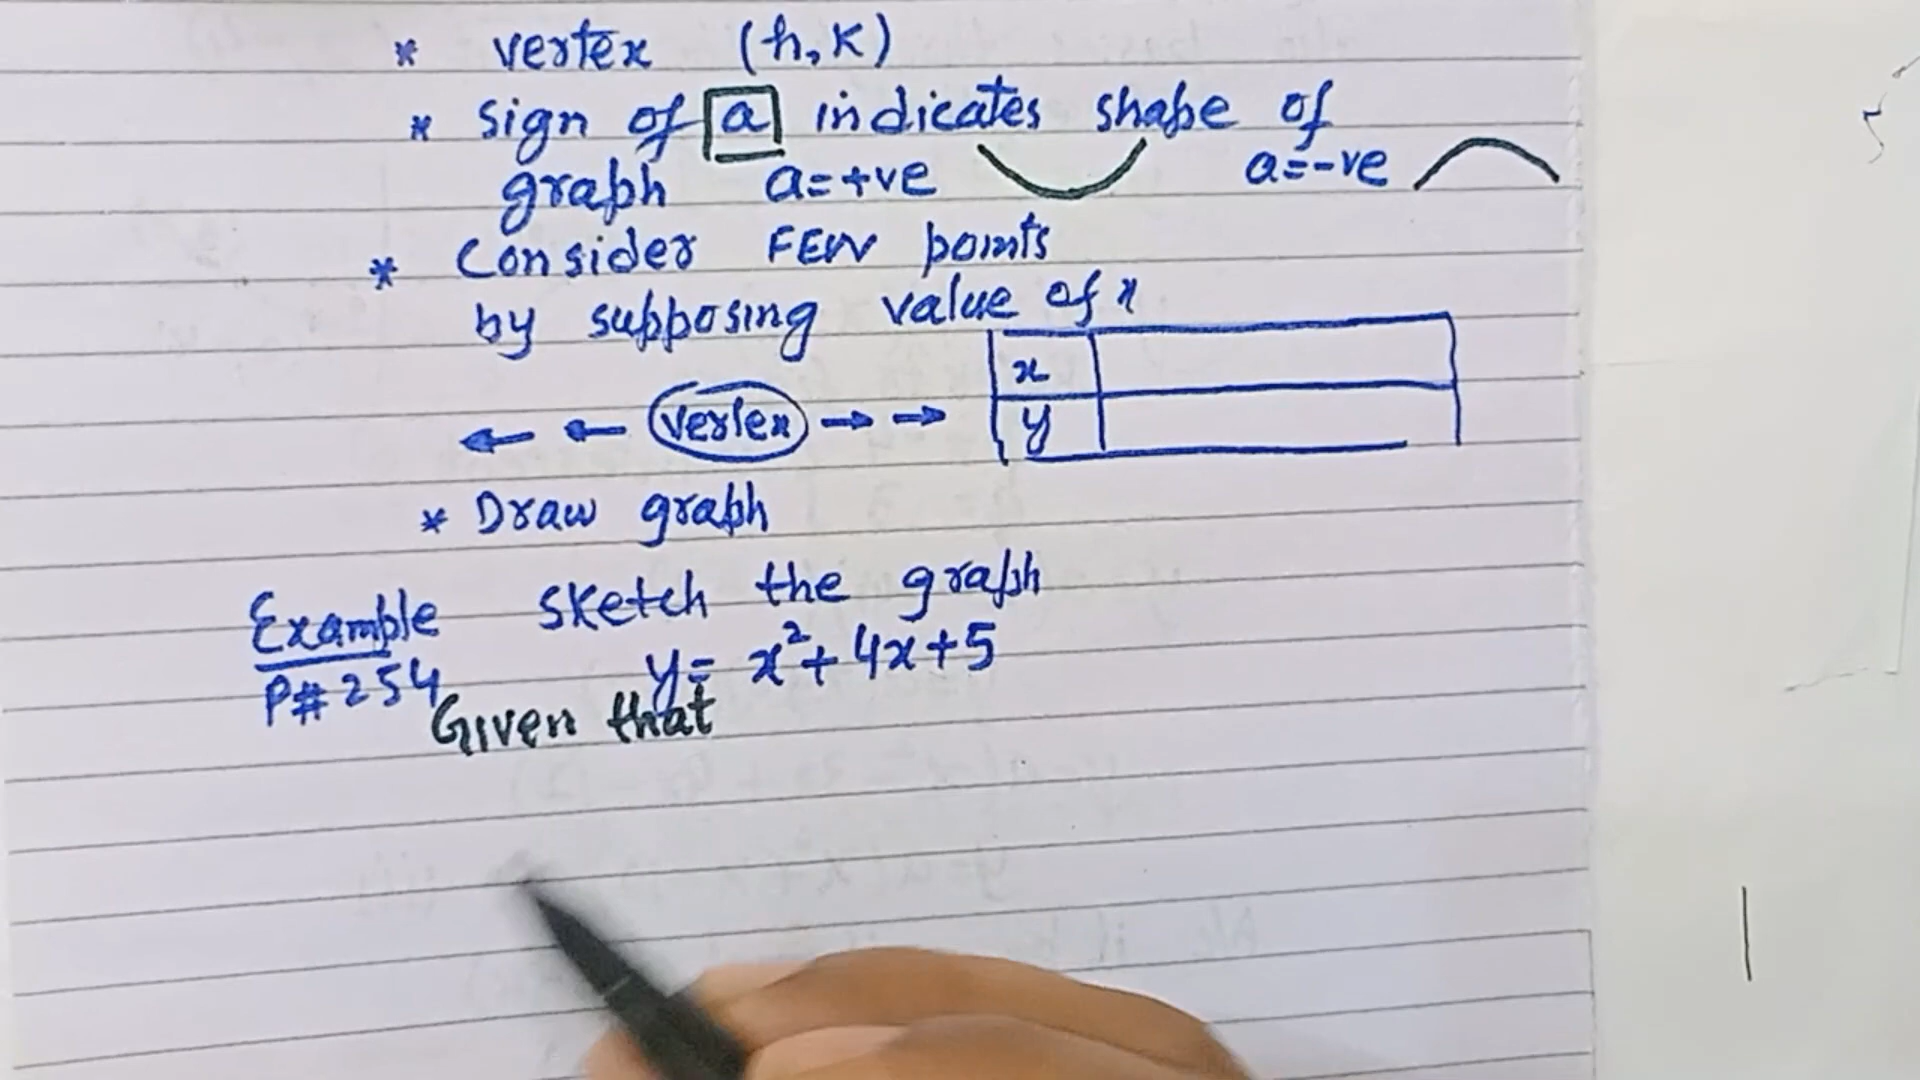 * vertex (h,k)
* sign of a indicates shape of
graph a=+ve a=-ve
* Consider FEW points
by supposing value of x
x
← ← vertex → → y
* Draw graph
Example sketch the graph
P#254 y= x²+4x+5
Given that